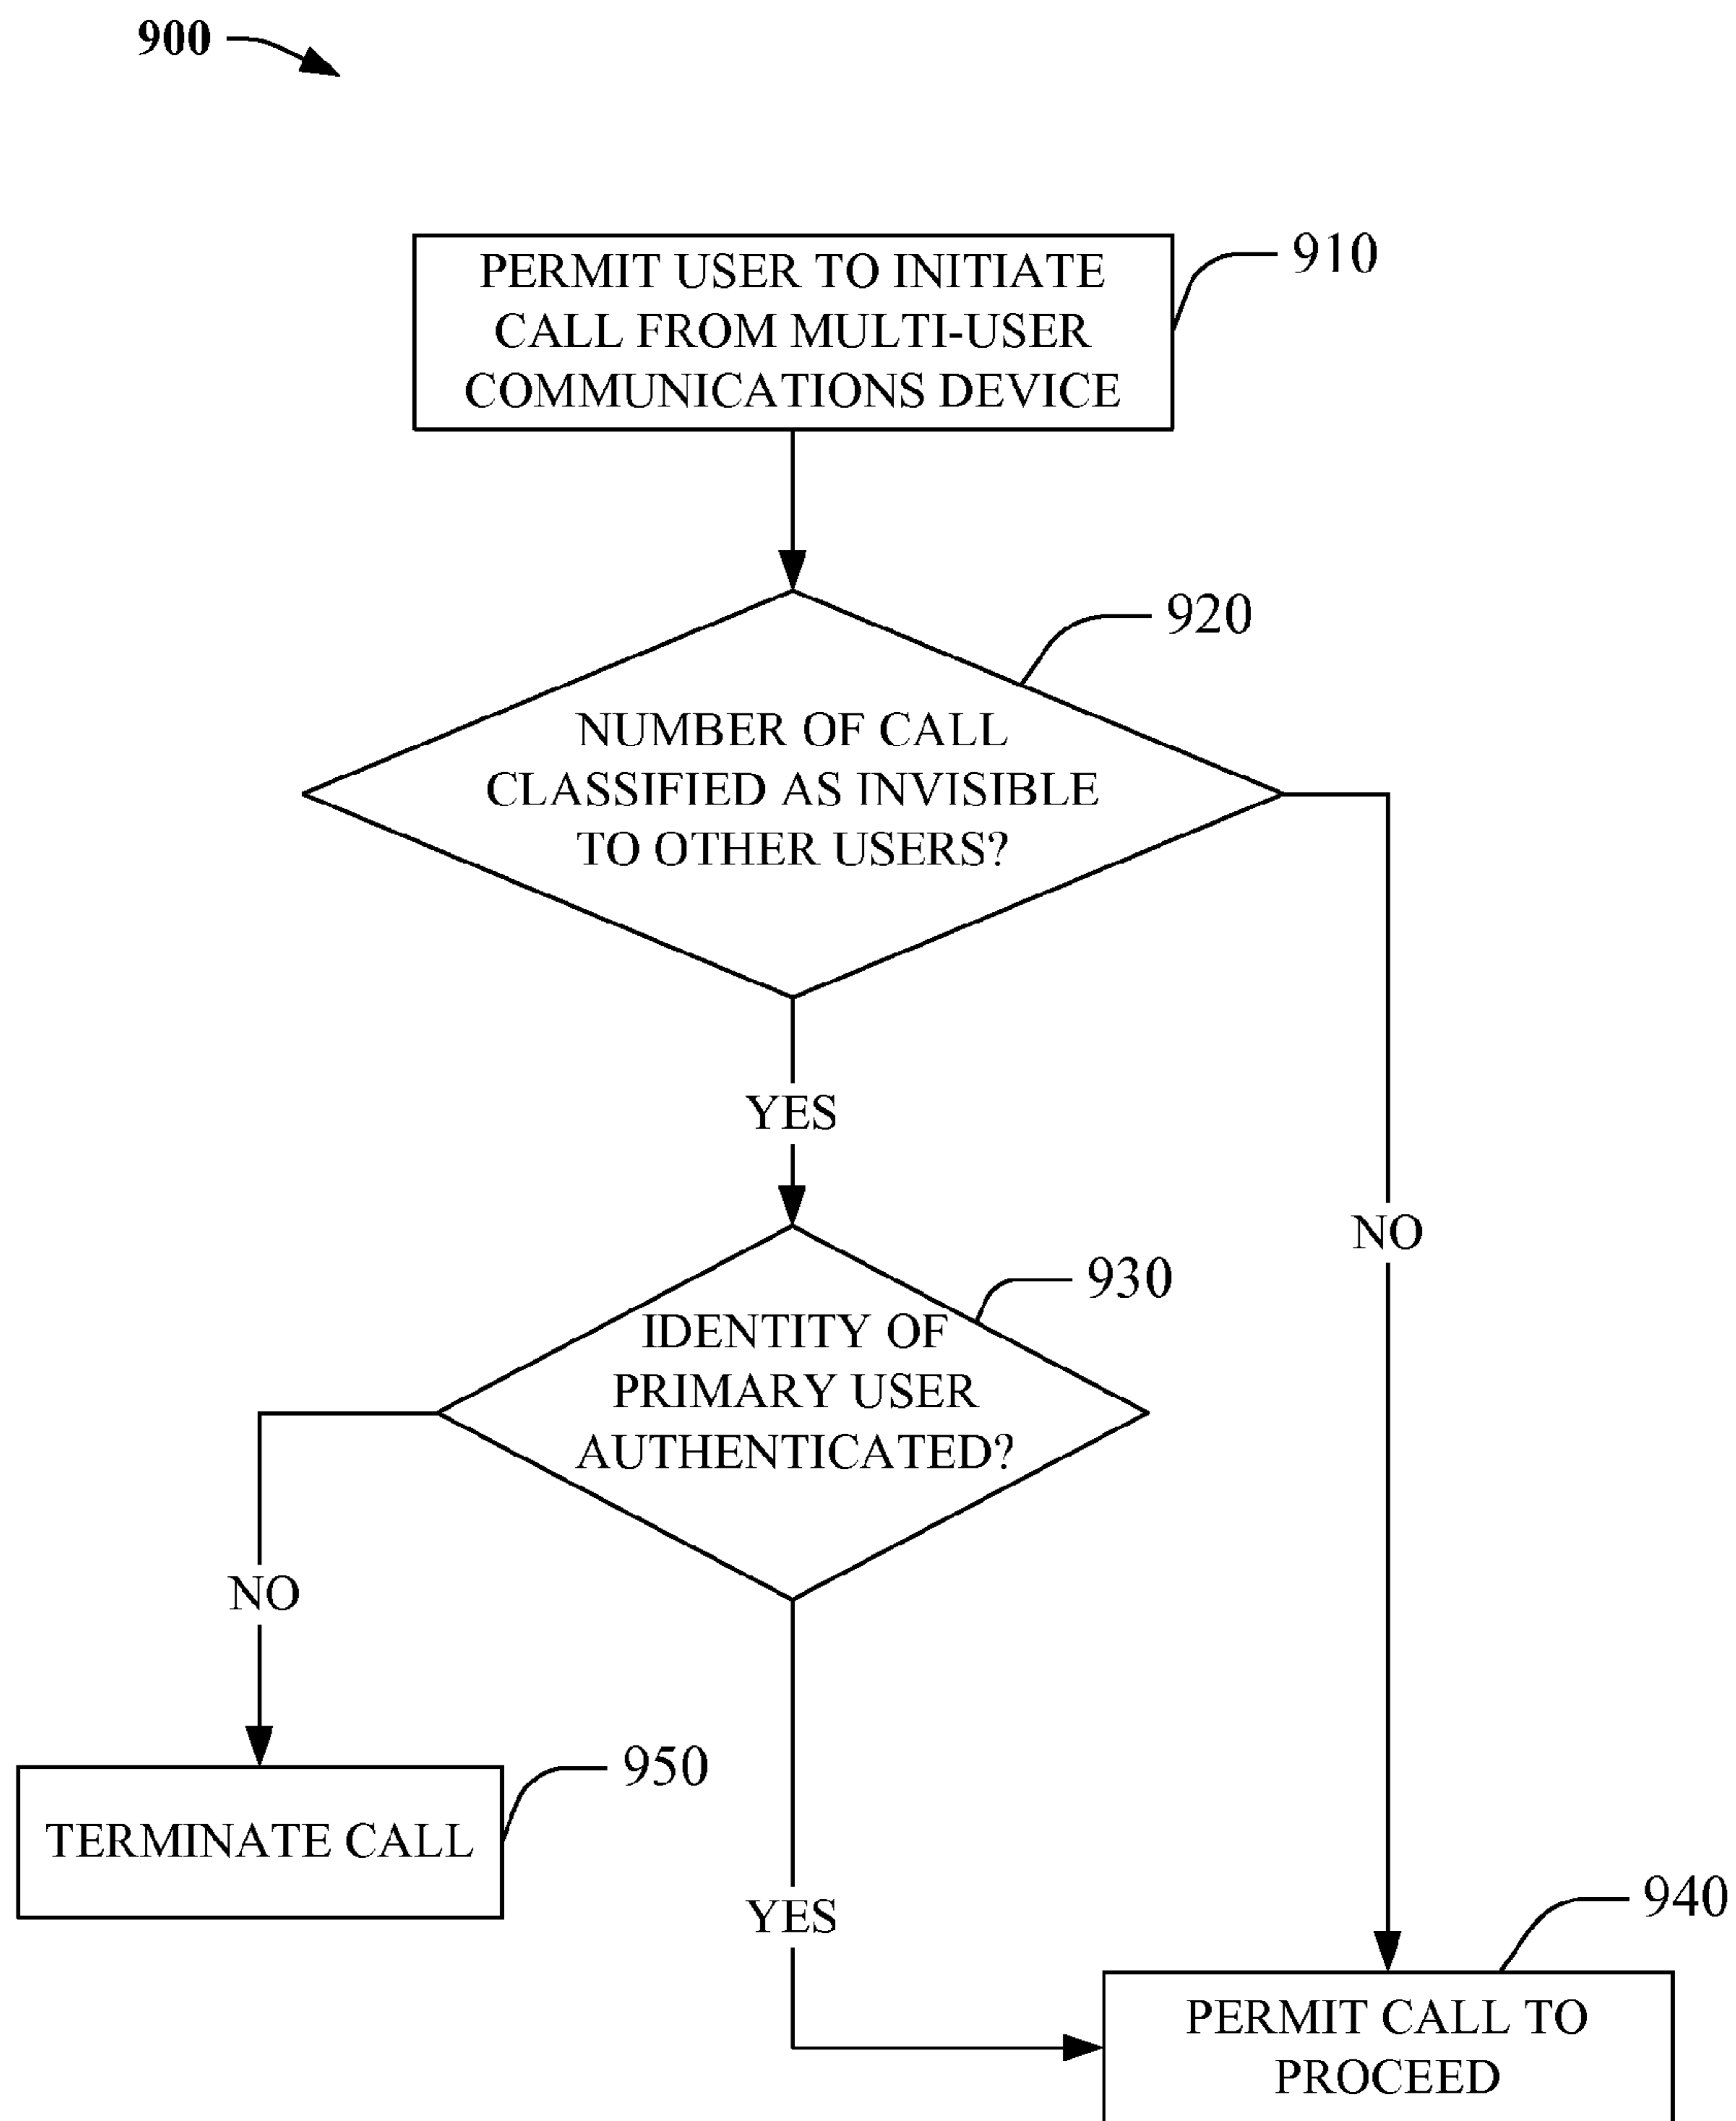 900
PERMIT USER TO INITIATE
CALL FROM MULTI-USER
COMMUNICATIONS DEVICE
910
920
NUMBER OF CALL
CLASSIFIED AS INVISIBLE
TO OTHER USERS?
YES
NO
930
IDENTITY OF
PRIMARY USER
AUTHENTICATED?
NO
YES
950
TERMINATE CALL
940
PERMIT CALL TO
PROCEED